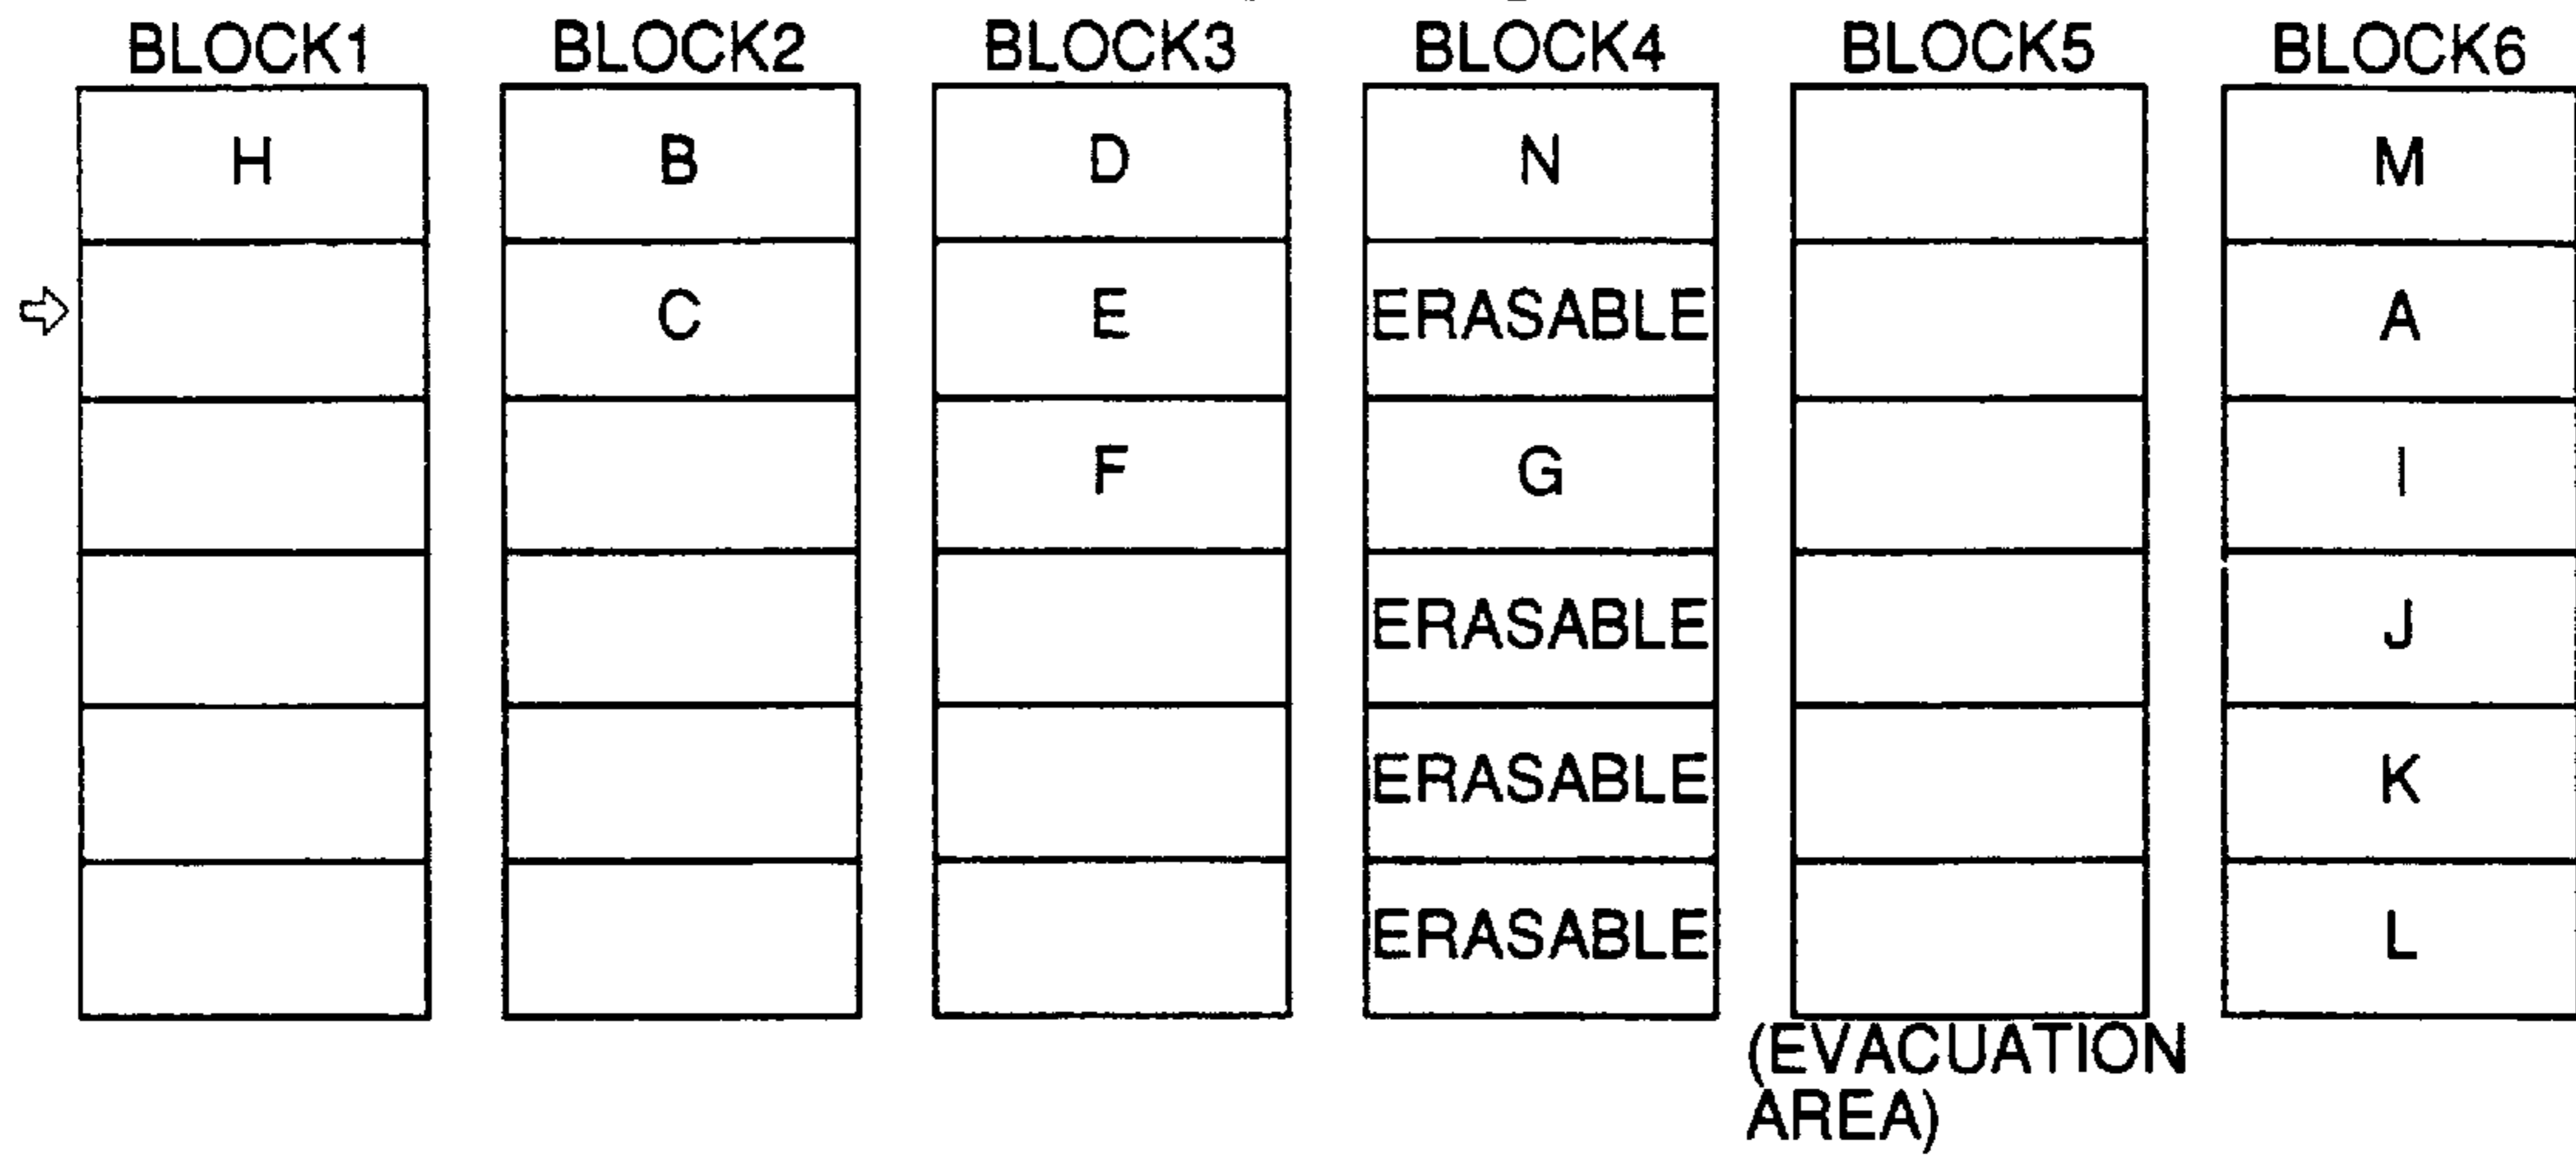 BLOCK1 BLOCK2 BLOCK3 BLOCK4 BLOCK5 BLOCK6
H B D N M
C E ERASABLE A
F G I
ERASABLE J
ERASABLE K
ERASABLE L
(EVACUATION
AREA)